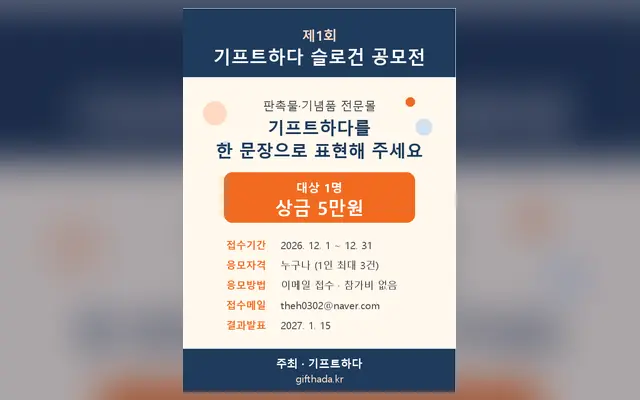 제1회
기프트하다 슬로건 공모전
판촉물·기념품 전문몰
기프트하다를
한 문장으로 표현해 주세요
대상 1명
상금 5만원
접수기간 2026. 12. 1 ~ 12. 31
응모자격 누구나 (1인 최대 3건)
응모방법 이메일 접수 · 참가비 없음
접수메일 theh0302@naver.com
결과발표 2027. 1. 15
주최 · 기프트하다
gifthada.kr